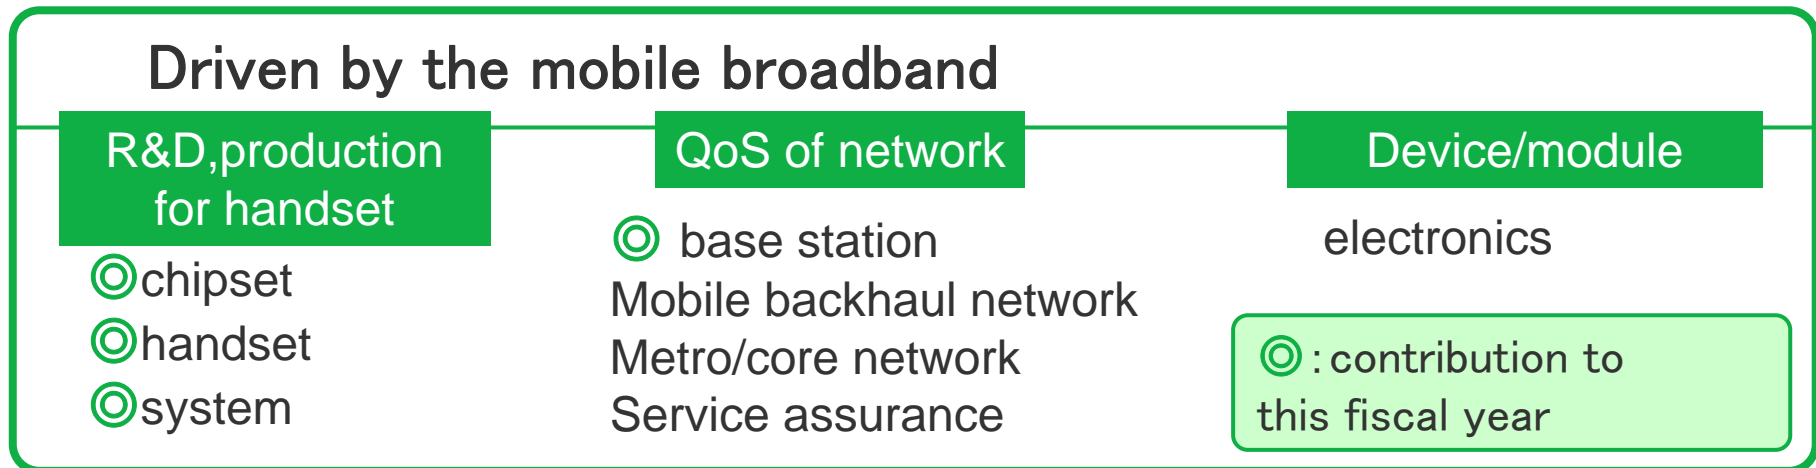 Driven by the mobile broadband
R&D,production
for handset
◎chipset
◎handset
◎system
QoS of network
◎ base station
Mobile backhaul network
Metro/core network
Service assurance
Device/module
electronics
◎:contribution to
this fiscal year